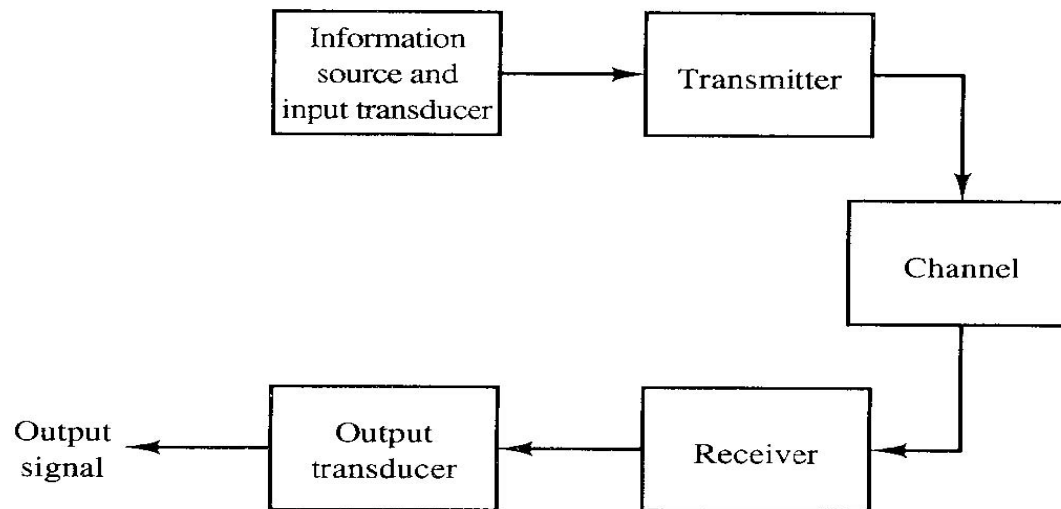 Information
source and
input transducer
Transmitter
Channel
Receiver
Output
transducer
Output
signal